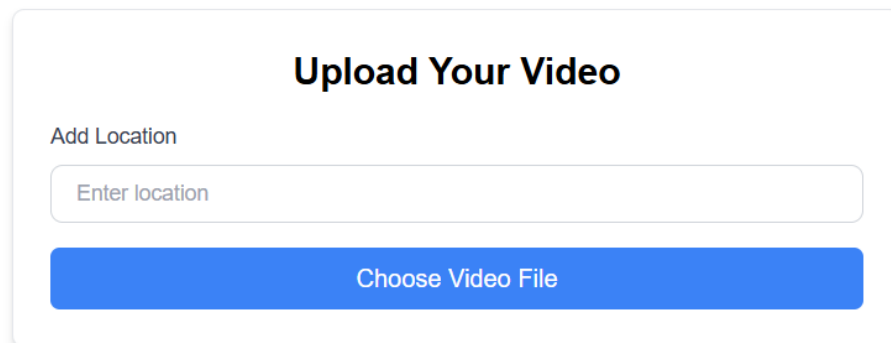 Upload Your Video
Add Location
Enter location
Choose Video File